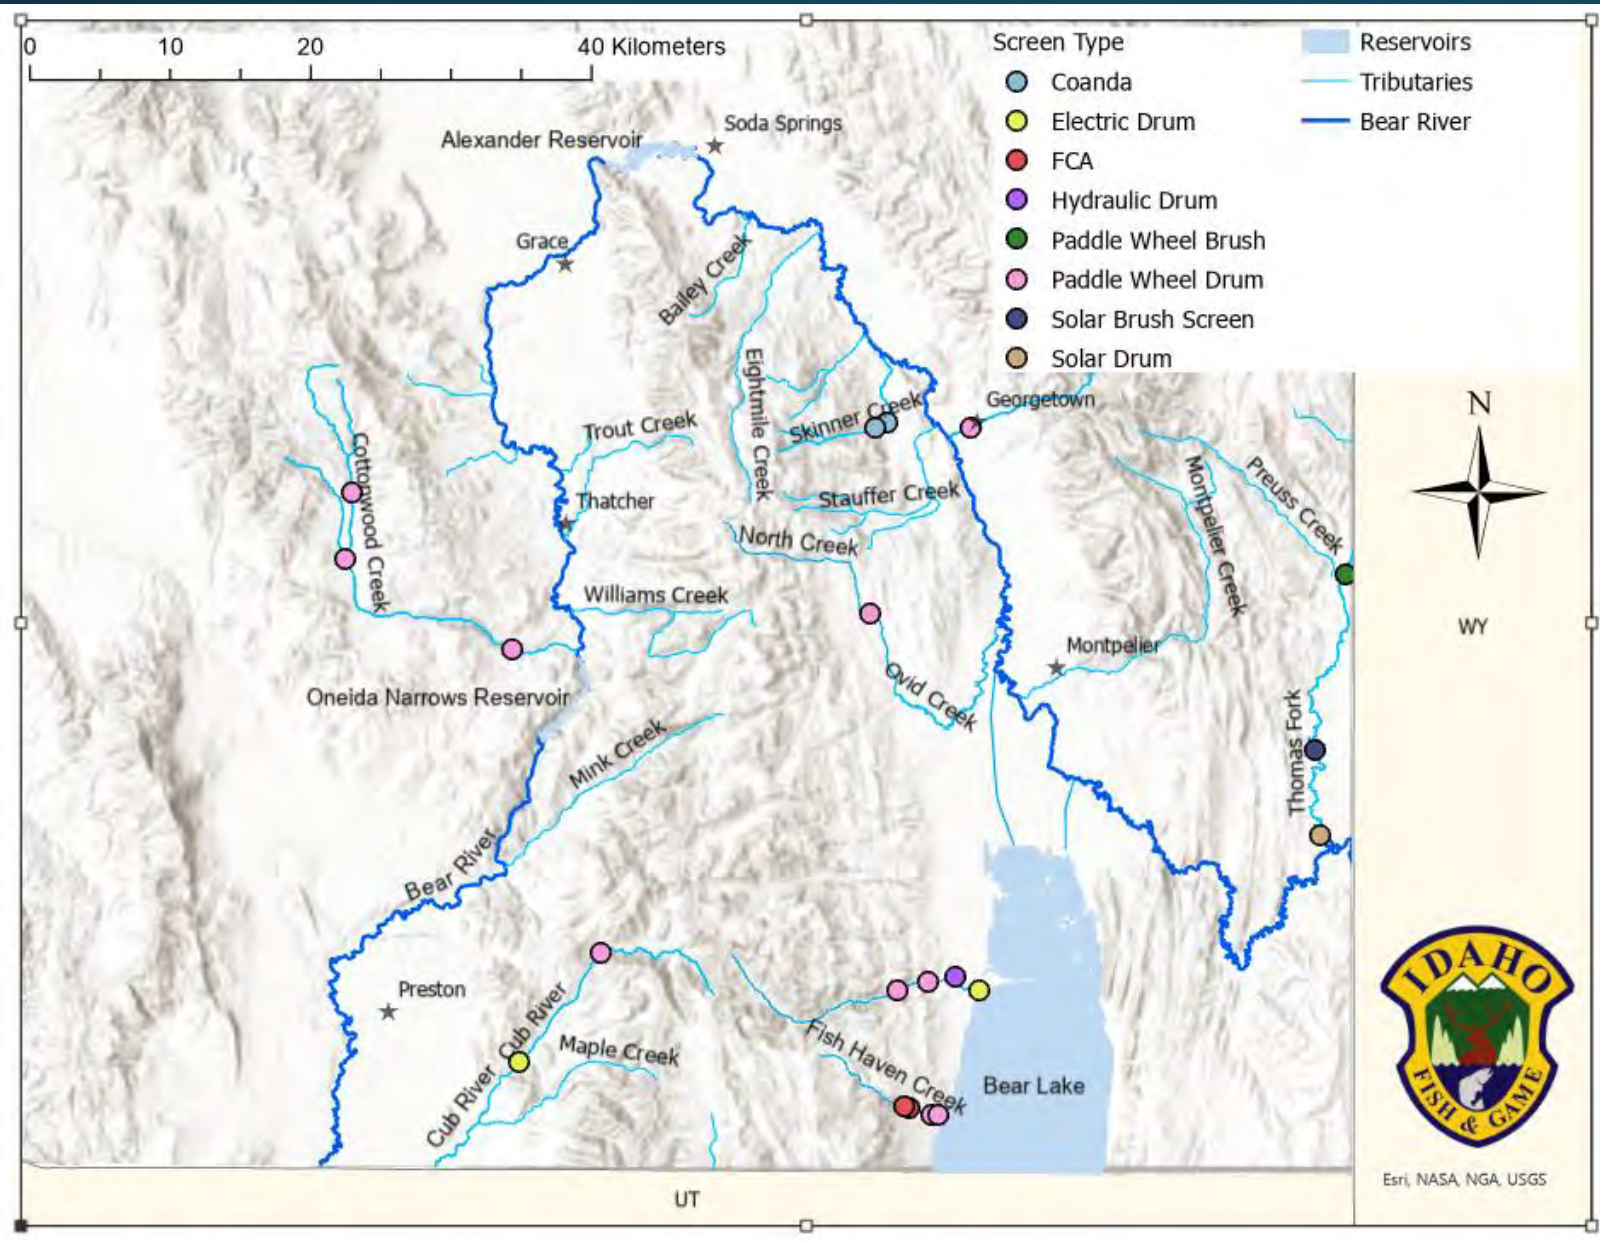 0 10 20 40 Kilometers
Screen Type
Coanda
Electric Drum
FCA
Hydraulic Drum
Paddle Wheel Brush
Paddle Wheel Drum
Solar Brush Screen
Solar Drum
Reservoirs
Tributaries
Bear River
Alexander Reservoir
Soda Springs
Grace
Bailey Creek
Eightmile Creek
Skinner Creek
Georgetown
Trout Creek
Cottonwood Creek
Thatcher
Stauffer Creek
North Creek
Montpelier Creek
Preuss Creek
Williams Creek
Montpelier
Ovid Creek
Oneida Narrows Reservoir
Mink Creek
Thomas Fork
Bear River
Preston
Cub River
Cub River
Maple Creek
Fish Haven Creek
Bear Lake
UT
N
WY
IDAHO
FISH & GAME
Esri, NASA, NGA, USGS